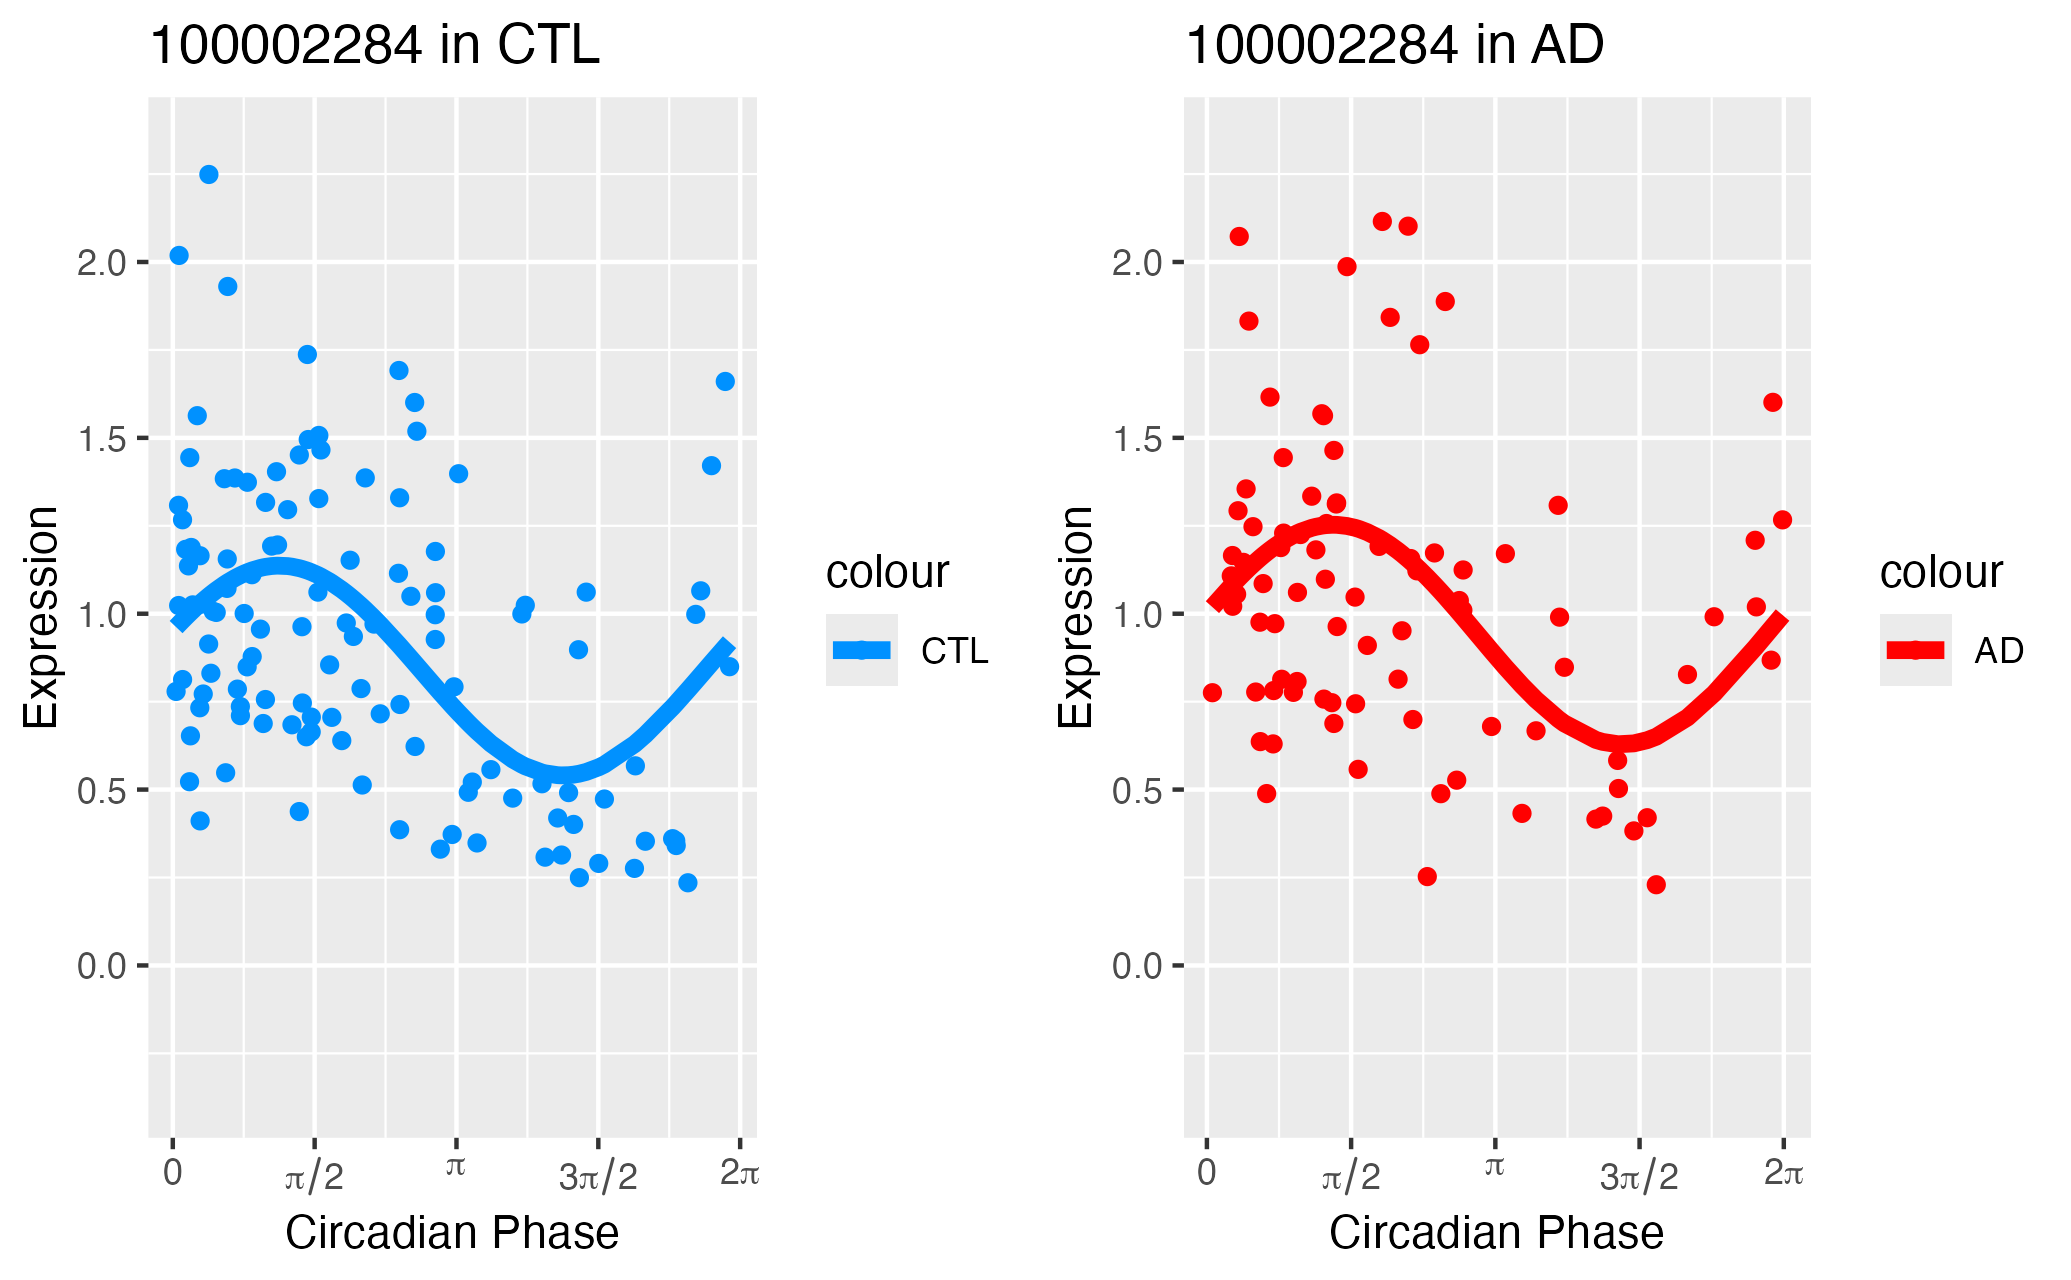 100002284 in CTL
Expression
2.0
1.5
1.0
0.5
0.0
0 π/2 π 3π/2 2π
Circadian Phase
colour
CTL
100002284 in AD
Expression
2.0
1.5
1.0
0.5
0.0
0 π/2 π 3π/2 2π
Circadian Phase
colour
AD